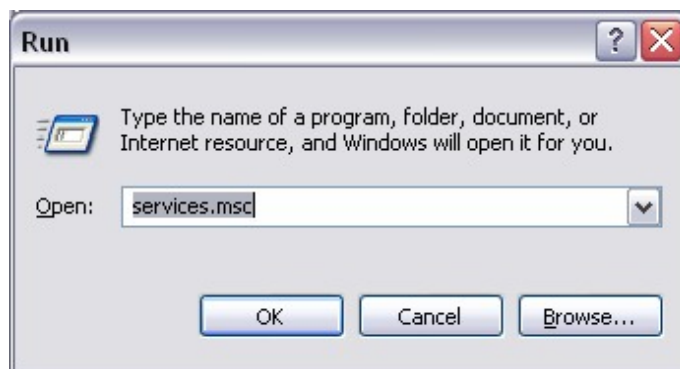 Run
Type the name of a program, folder, document, or
Internet resource, and Windows will open it for you.
Open: services.msc
OK Cancel Browse...